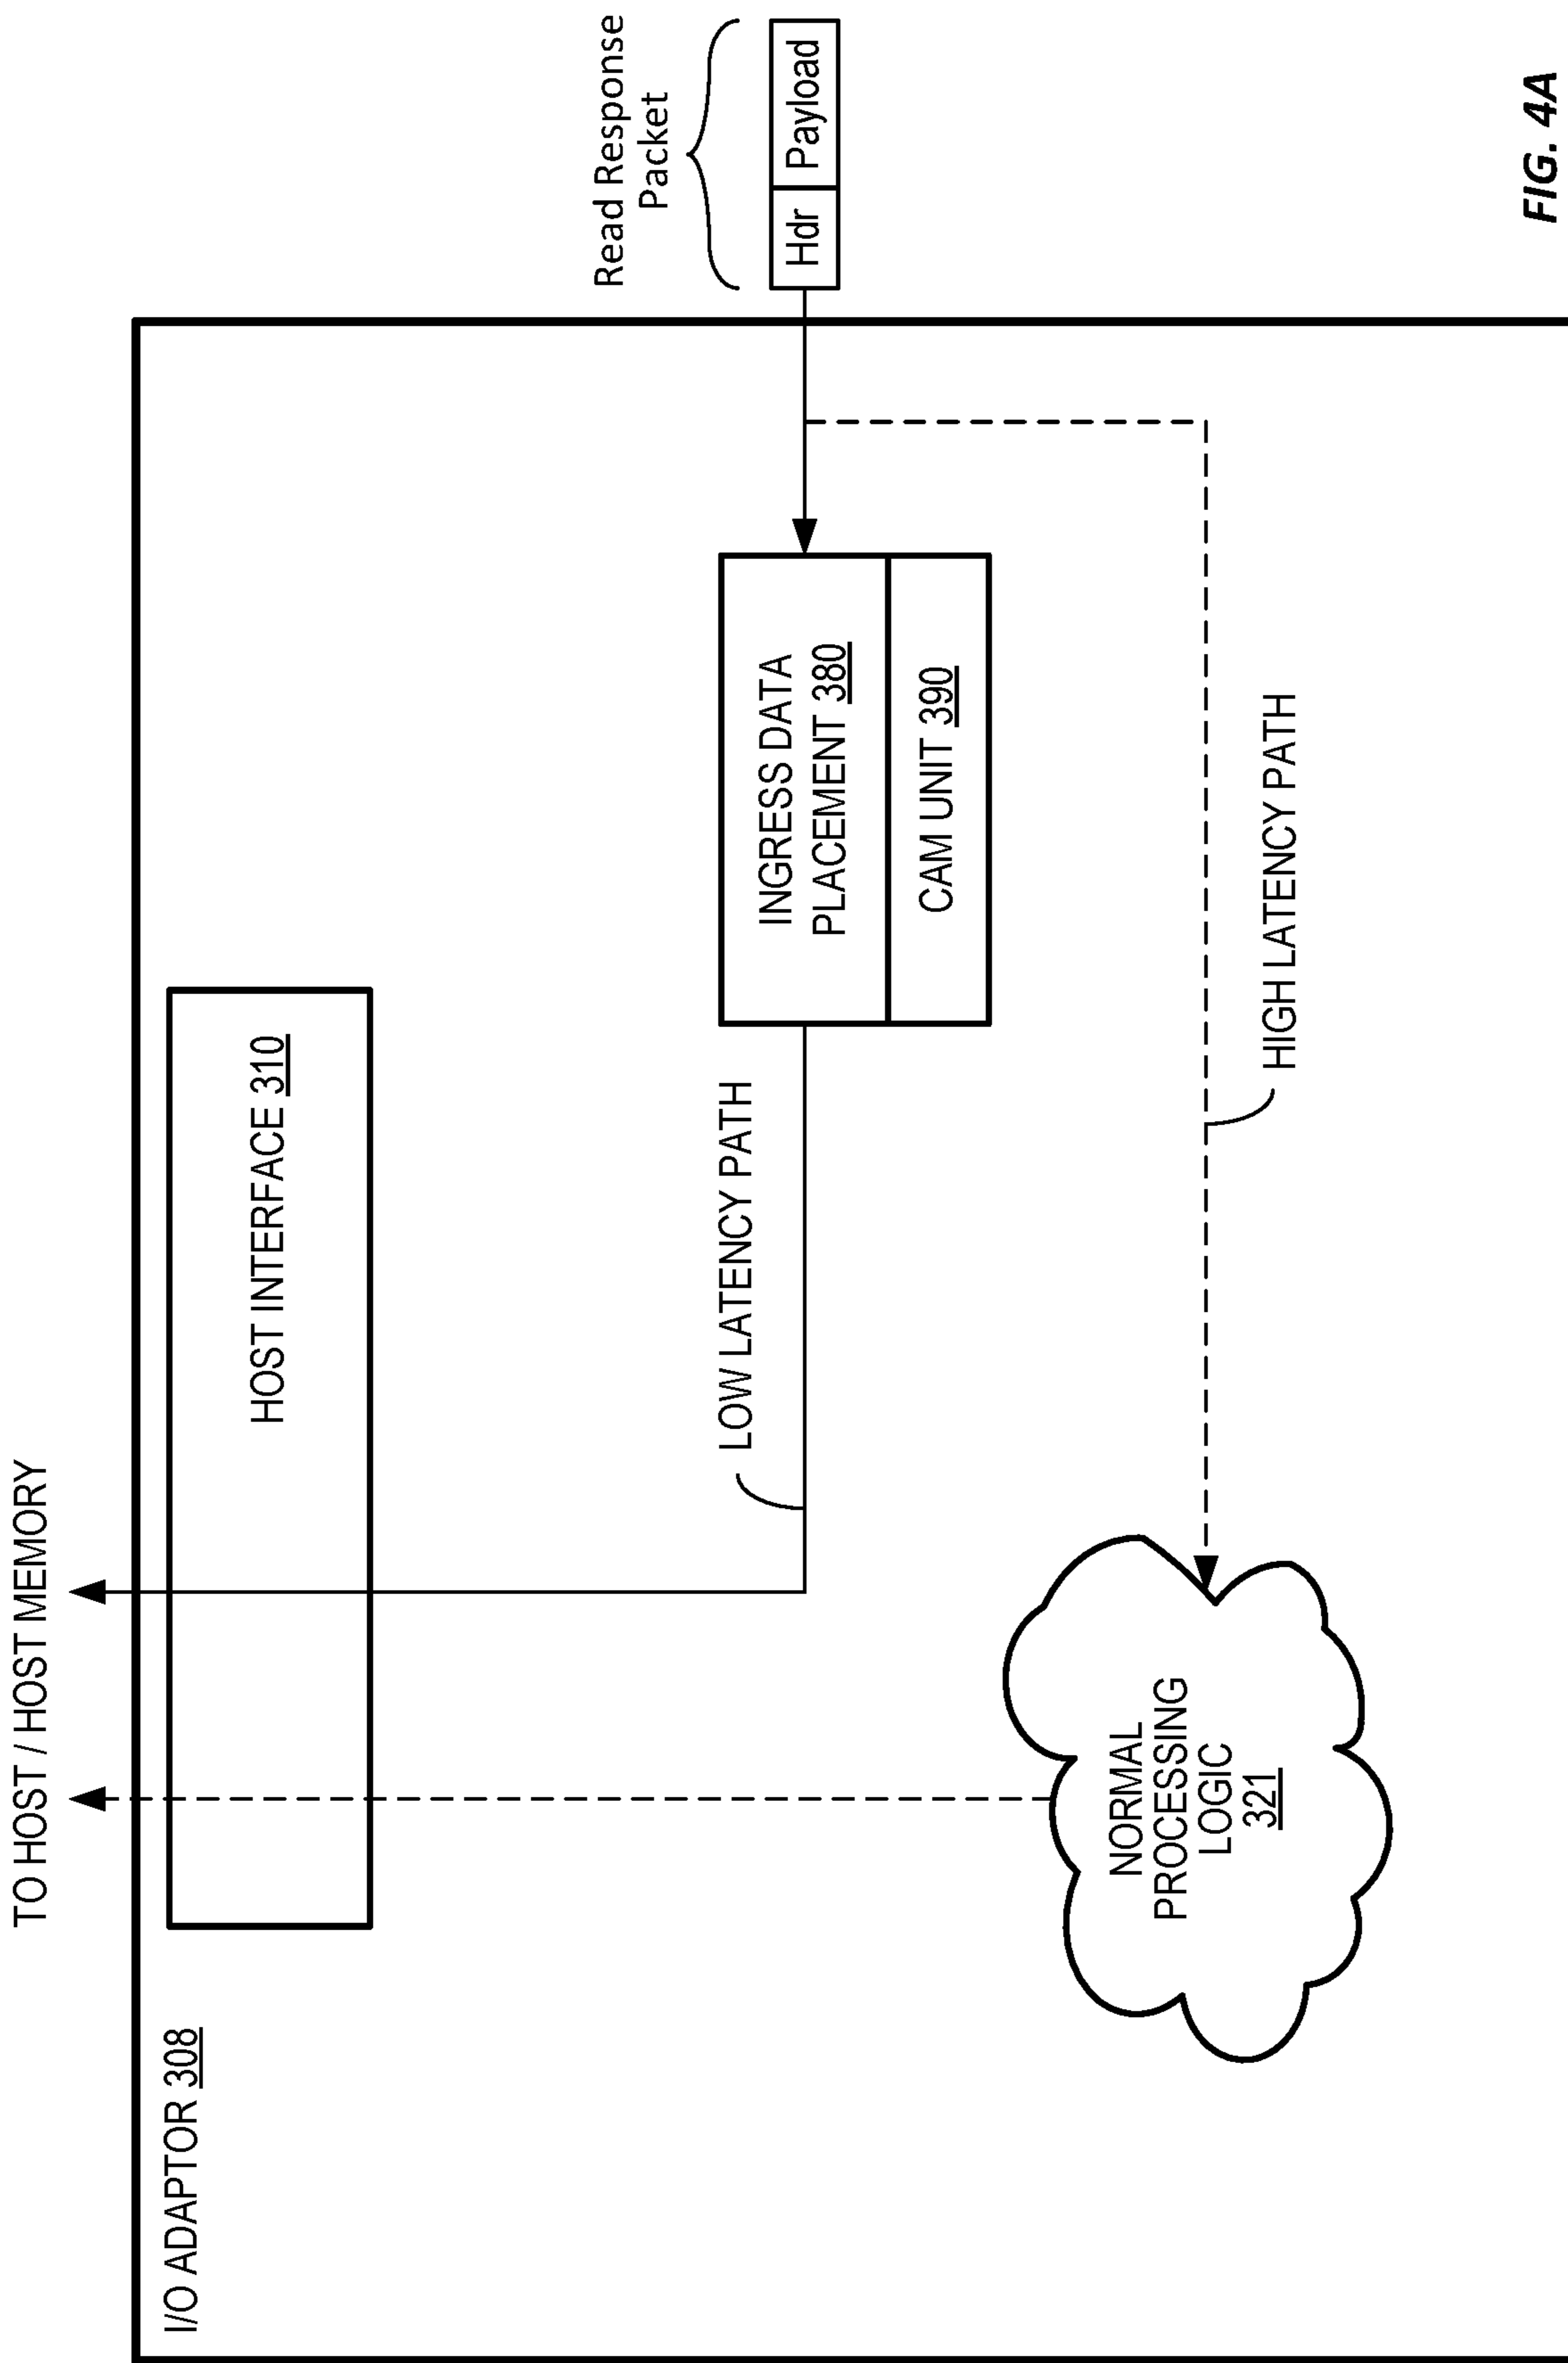 TO HOST / HOST MEMORY
I/O ADAPTOR 308
HOST INTERFACE 310
Read Response
Packet
LOW LATENCY PATH
INGRESS DATA
PLACEMENT 380
Hdr Payload
CAM UNIT 390
NORMAL
PROCESSING
LOGIC
321
HIGH LATENCY PATH
FIG. 4A